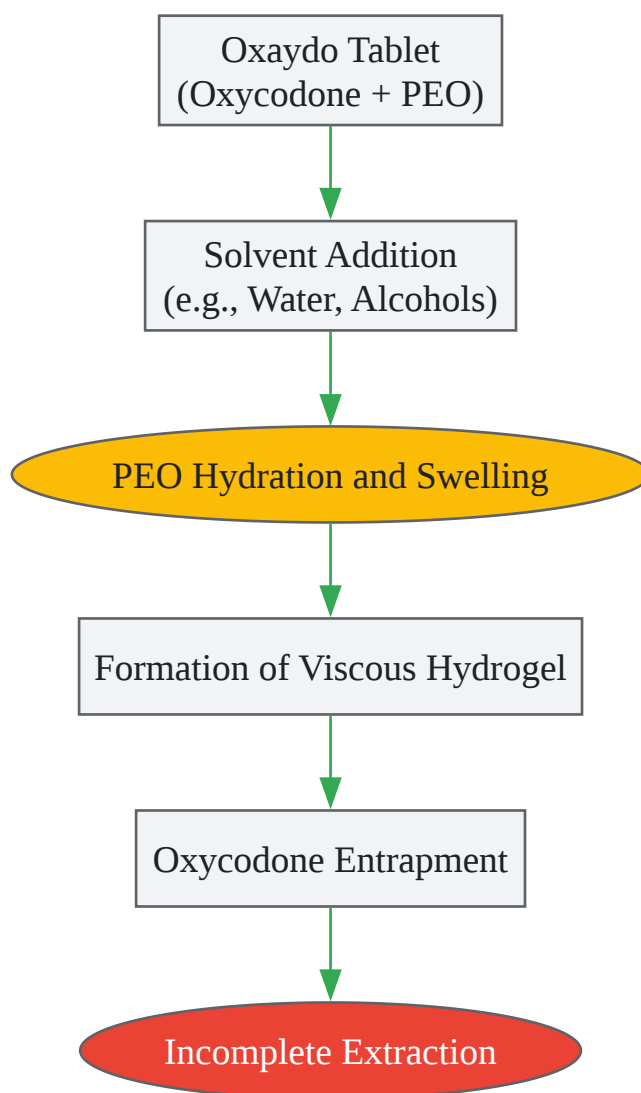 Oxaydo Tablet
(Oxycodone + PEO)
Solvent Addition
(e.g., Water, Alcohols)
PEO Hydration and Swelling
Formation of Viscous Hydrogel
Oxycodone Entrapment
Incomplete Extraction